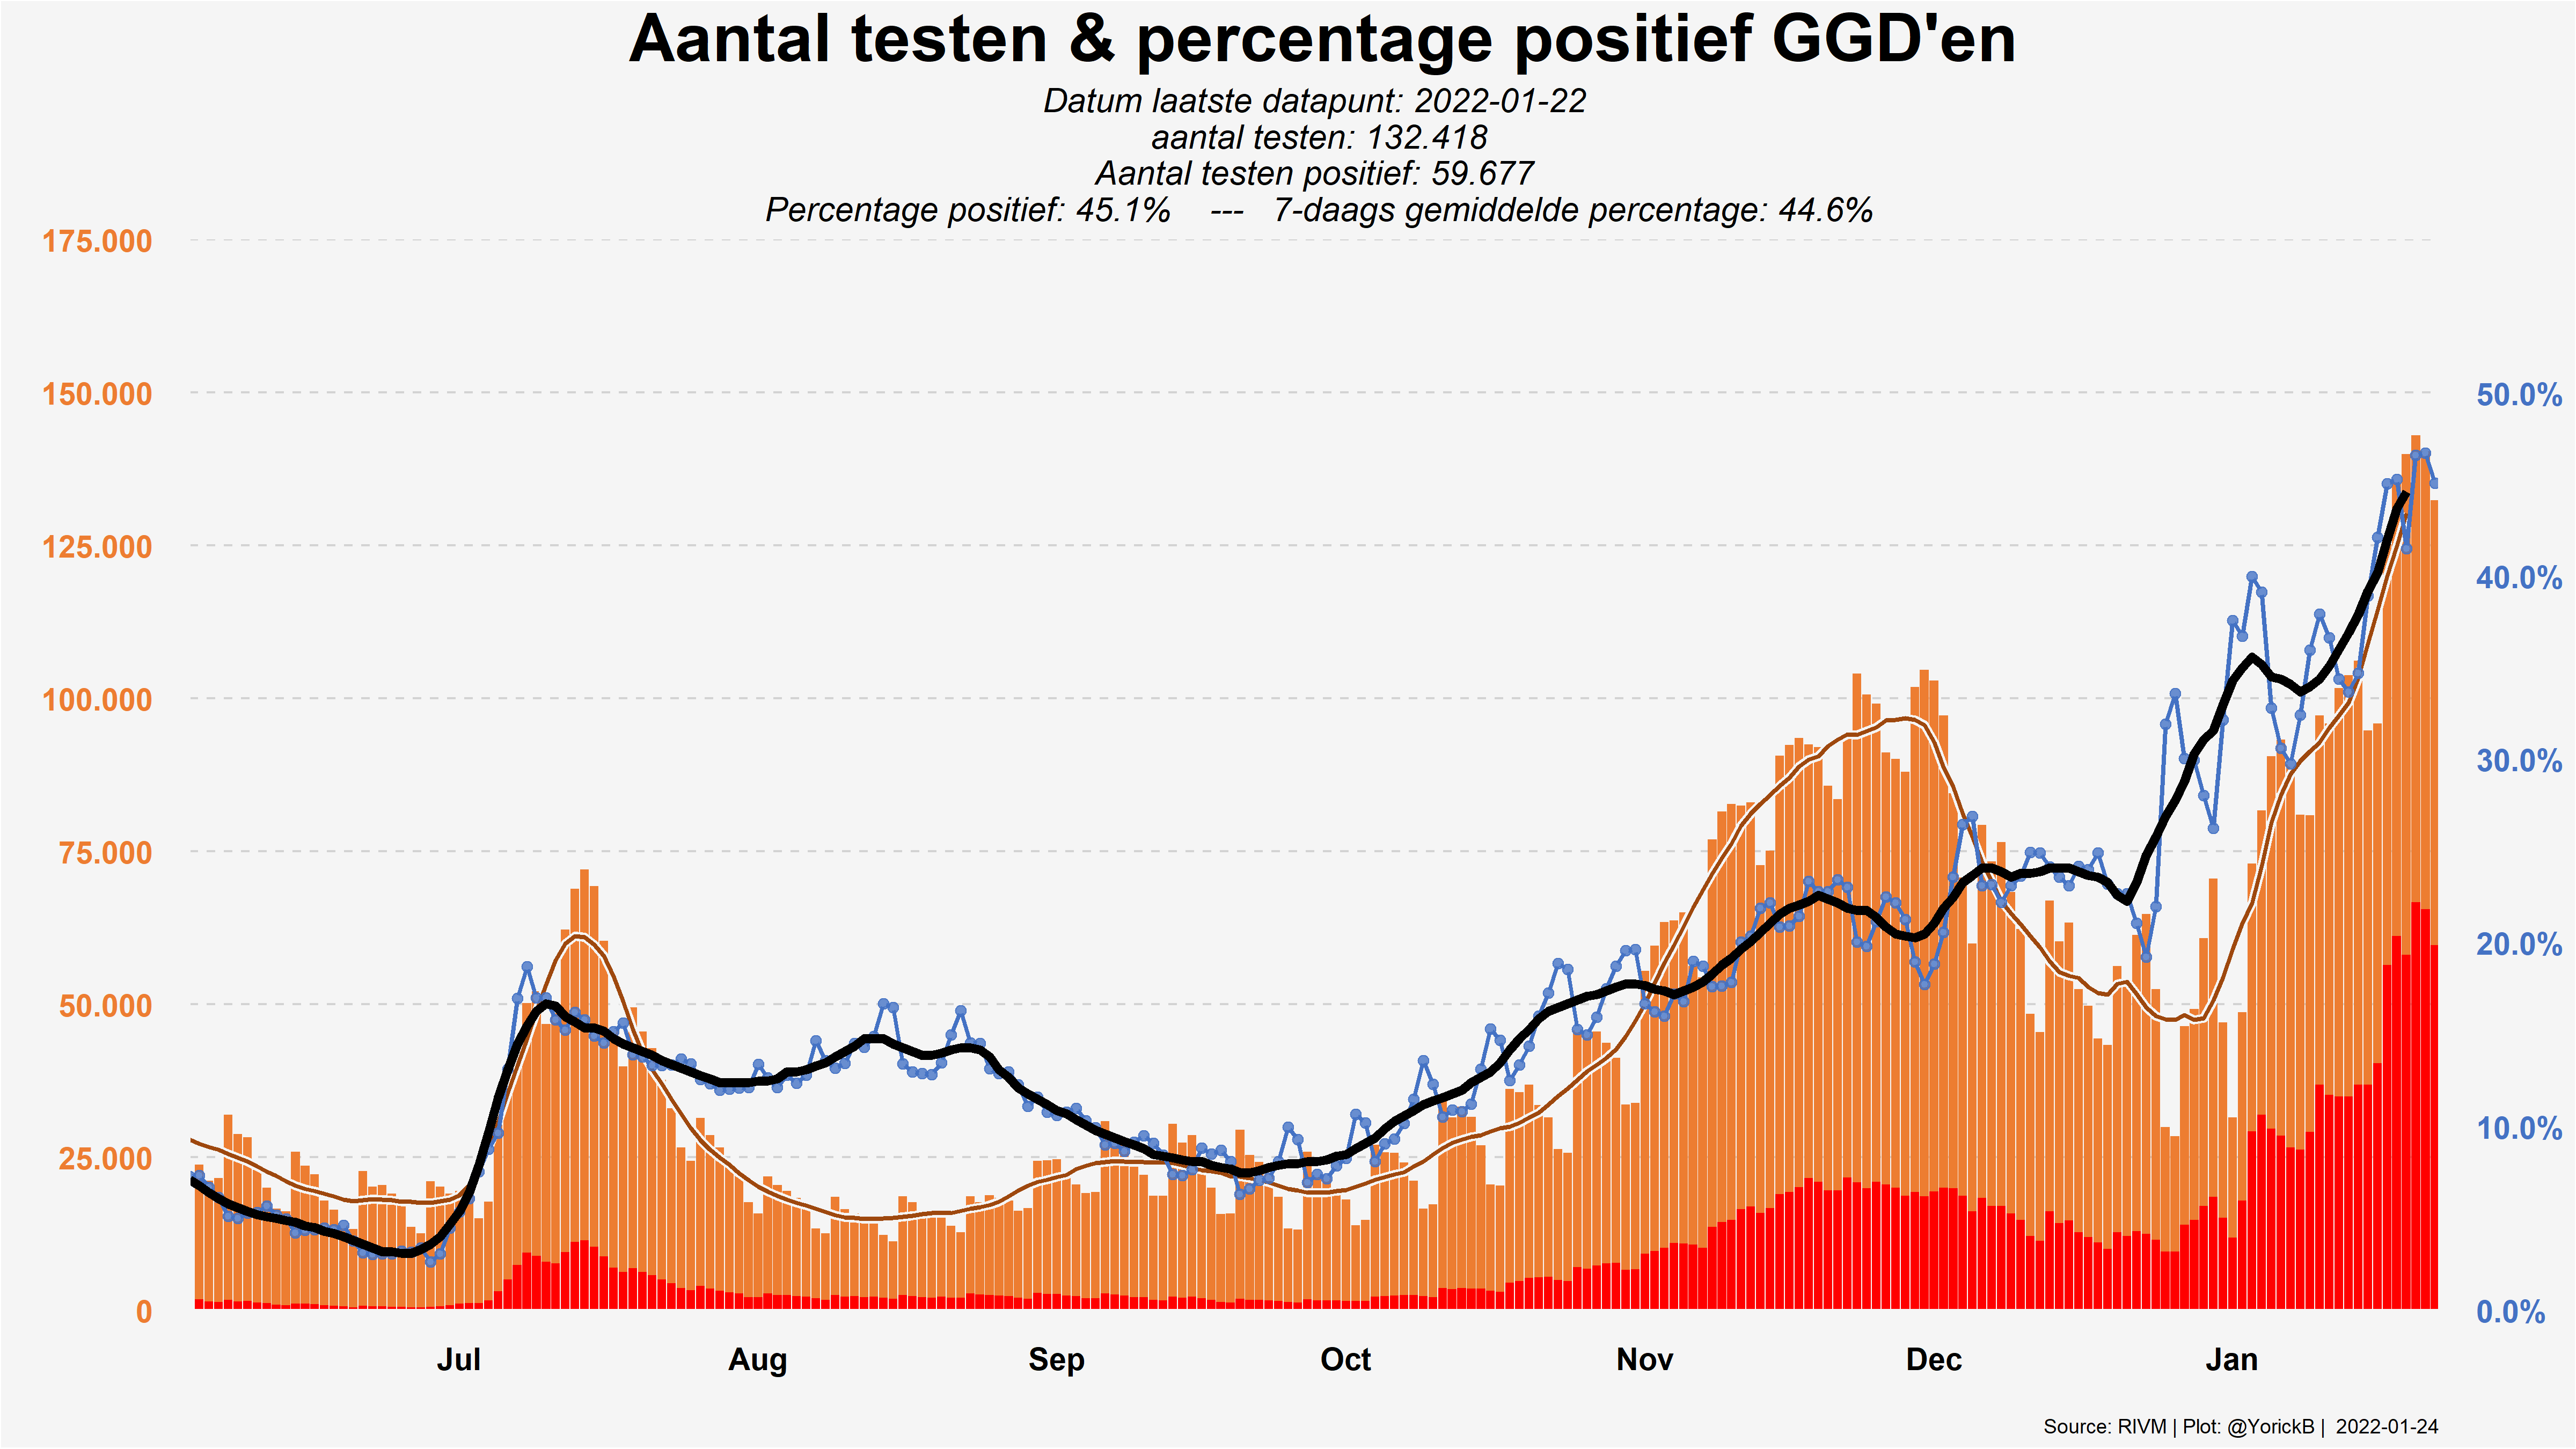 Aantal testen & percentage positief GGD'en
Datum laatste datapunt: 2022-01-22
aantal testen: 132.418
Aantal testen positief: 59.677
Percentage positief: 45.1% --- 7-daags gemiddelde percentage: 44.6%
175.000
150.000
125.000
100.000
75.000
50.000
25.000
0
50.0%
40.0%
30.0%
20.0%
10.0%
0.0%
Jul Aug Sep Oct Nov Dec Jan
Source: RIVM | Plot: @YorickB | 2022-01-24